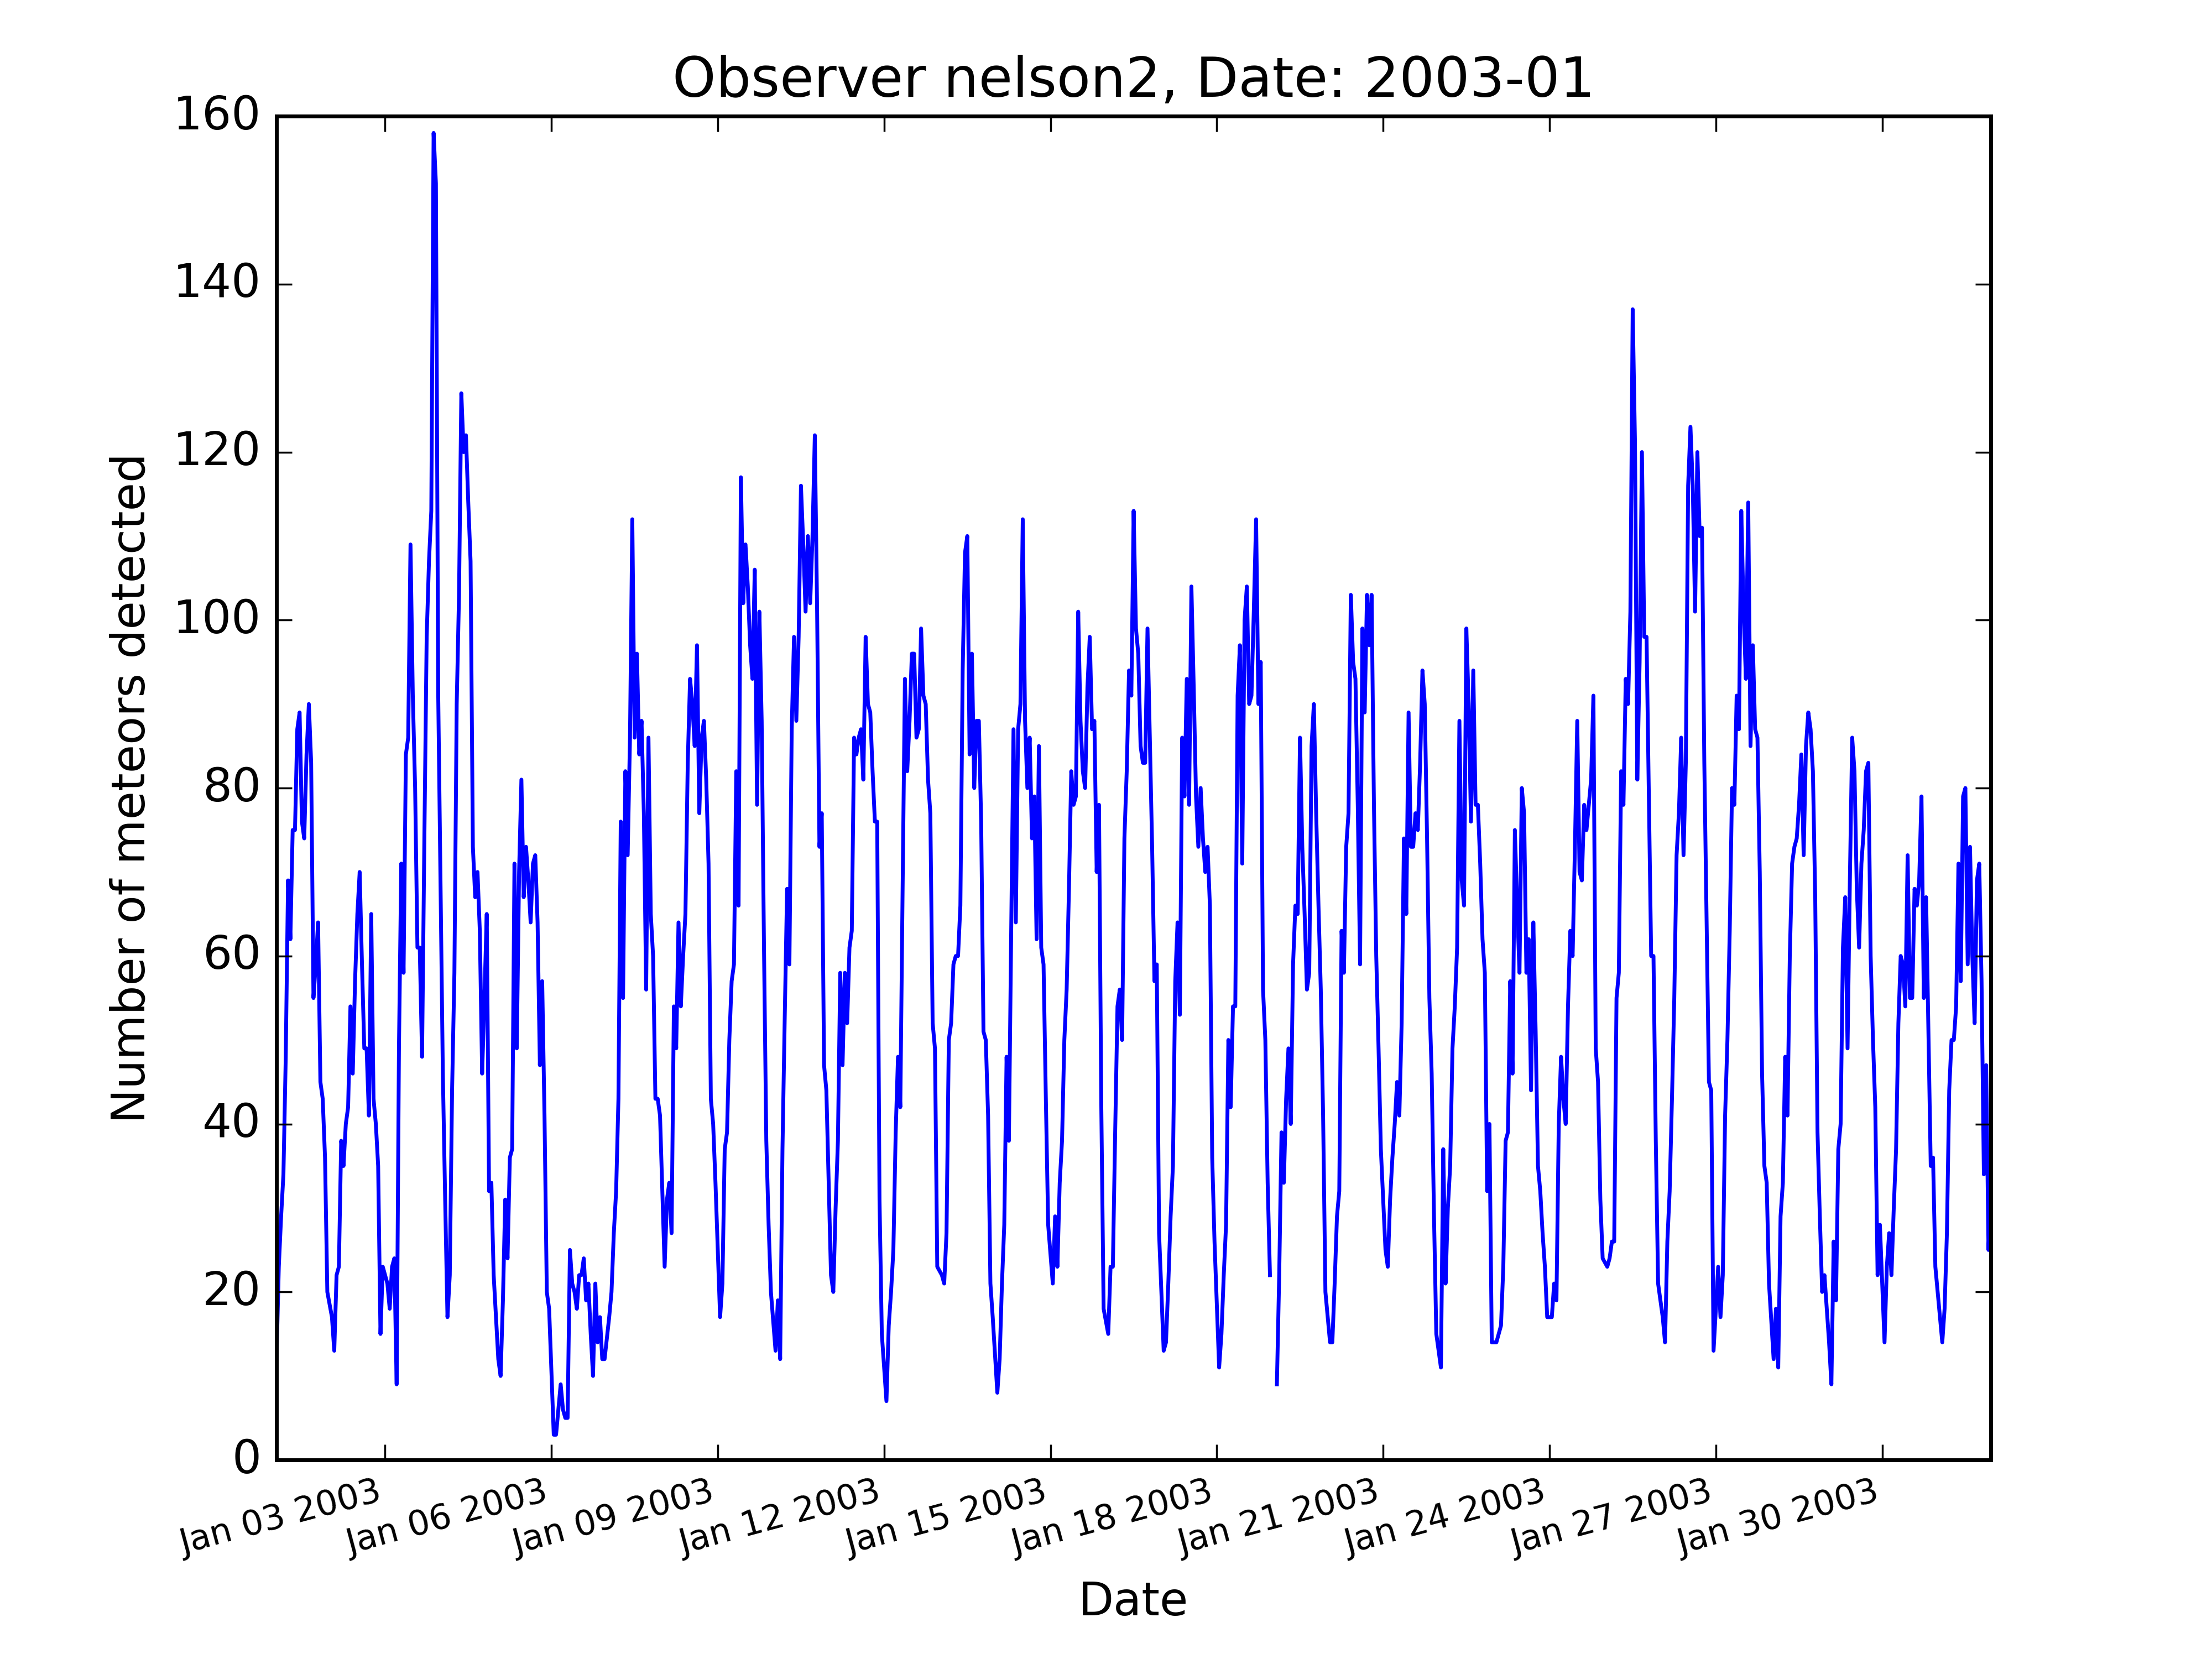 Observer nelson2, Date: 2003-01
Number of meteors detected
160
140
120
100
80
60
40
20
0
Jan 03 2003
Jan 06 2003
Jan 09 2003
Jan 12 2003
Jan 15 2003
Jan 18 2003
Jan 21 2003
Jan 24 2003
Jan 27 2003
Jan 30 2003
Date